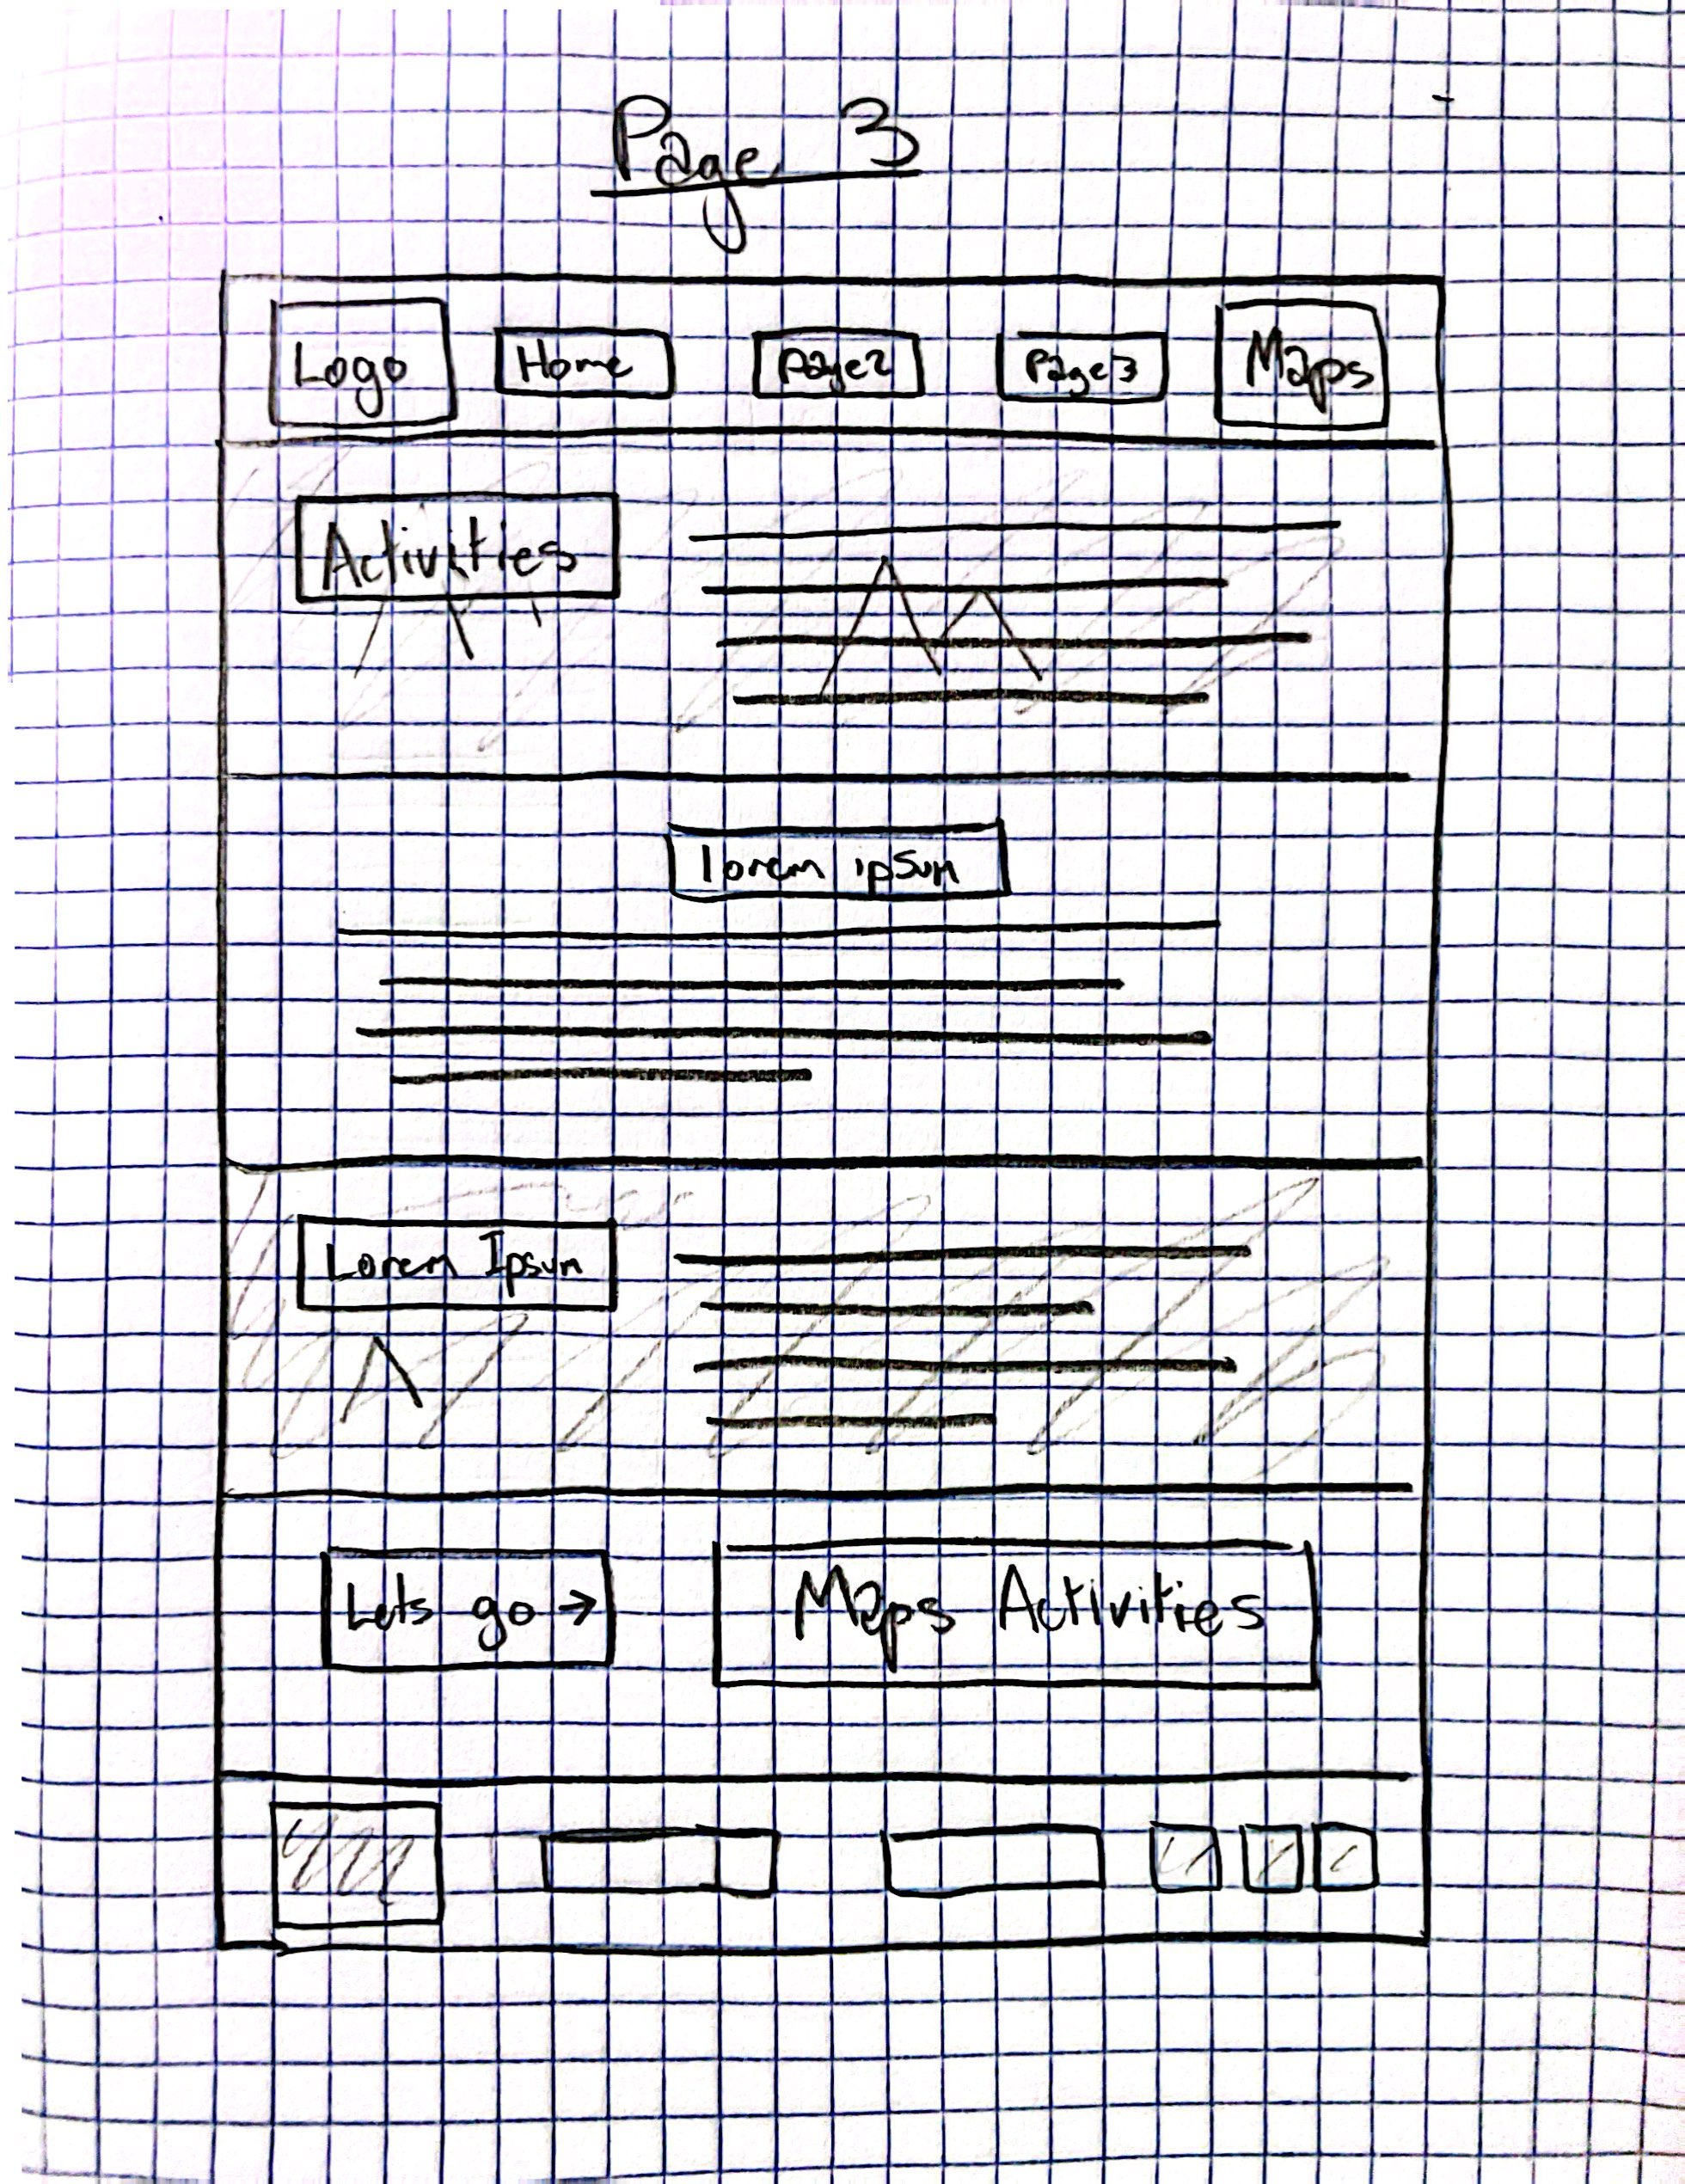 Page 3
Logo Home Page2 Page3 Maps
Activities
lorem ipsum
Lorem Ipsum
Lets go →
Maps Activities